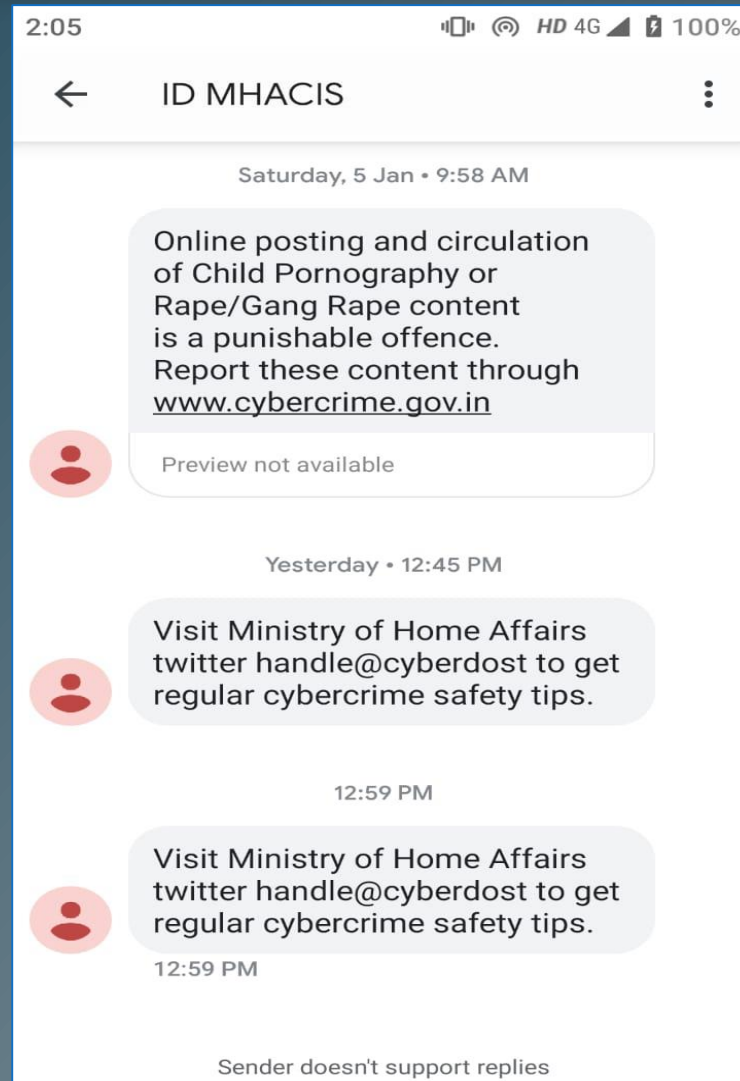 2:05 HD 4G 100%
ID MHACIS
Saturday, 5 Jan • 9:58 AM
Online posting and circulation
of Child Pornography or
Rape/Gang Rape content
is a punishable offence.
Report these content through
www.cybercrime.gov.in
Preview not available
Yesterday • 12:45 PM
Visit Ministry of Home Affairs
twitter handle@cyberdost to get
regular cybercrime safety tips.
12:59 PM
Visit Ministry of Home Affairs
twitter handle@cyberdost to get
regular cybercrime safety tips.
12:59 PM
Sender doesn't support replies